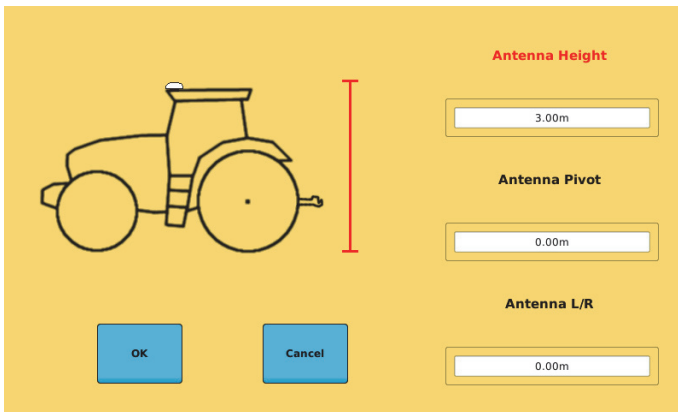 Antenna Height
3.00m
Antenna Pivot
0.00m
Antenna L/R
0.00m
OK
Cancel